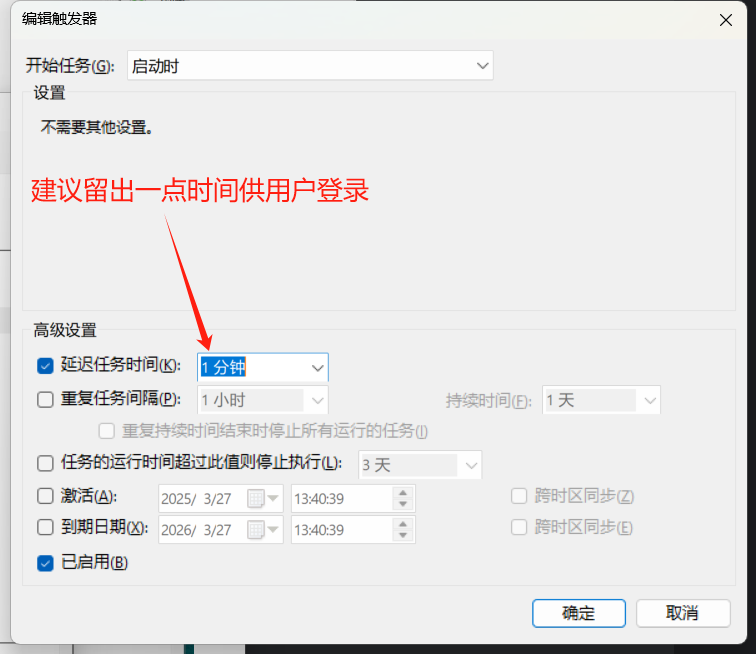 编辑触发器
开始任务(G): 启动时
设置
不需要其他设置。
建议留出一点时间供用户登录
高级设置
延迟任务时间(K): 1 分钟
重复任务间隔(P): 1 小时 持续时间(F): 1 天
重复持续时间结束时停止所有运行的任务(I)
任务的运行时间超过此值则停止执行(L): 3 天
激活(A): 2025/ 3/27 13:40:39 跨时区同步(Z)
到期日期(X): 2026/ 3/27 13:40:39 跨时区同步(E)
已启用(B)
确定 取消